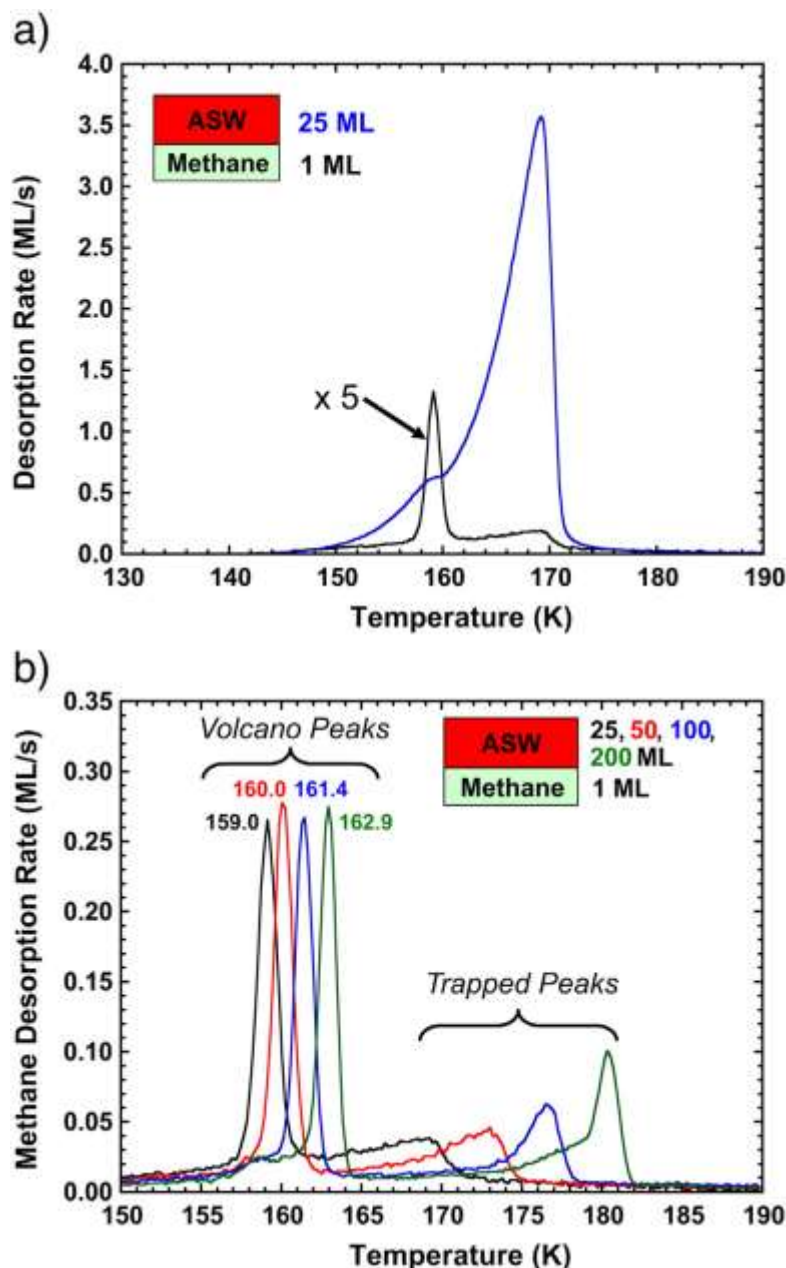 a)
4.0
3.5
3.0
2.5
2.0
1.5
1.0
0.5
0.0
Desorption Rate (ML/s)
ASW 25 ML
Methane 1 ML
x 5
130 140 150 160 170 180 190
Temperature (K)
b)
0.35
0.30
0.25
0.20
0.15
0.10
0.05
0.00
Methane Desorption Rate (ML/s)
Volcano Peaks
160.0 161.4
159.0 162.9
ASW 25, 50, 100,
200 ML
Methane 1 ML
Trapped Peaks
150 155 160 165 170 175 180 185 190
Temperature (K)